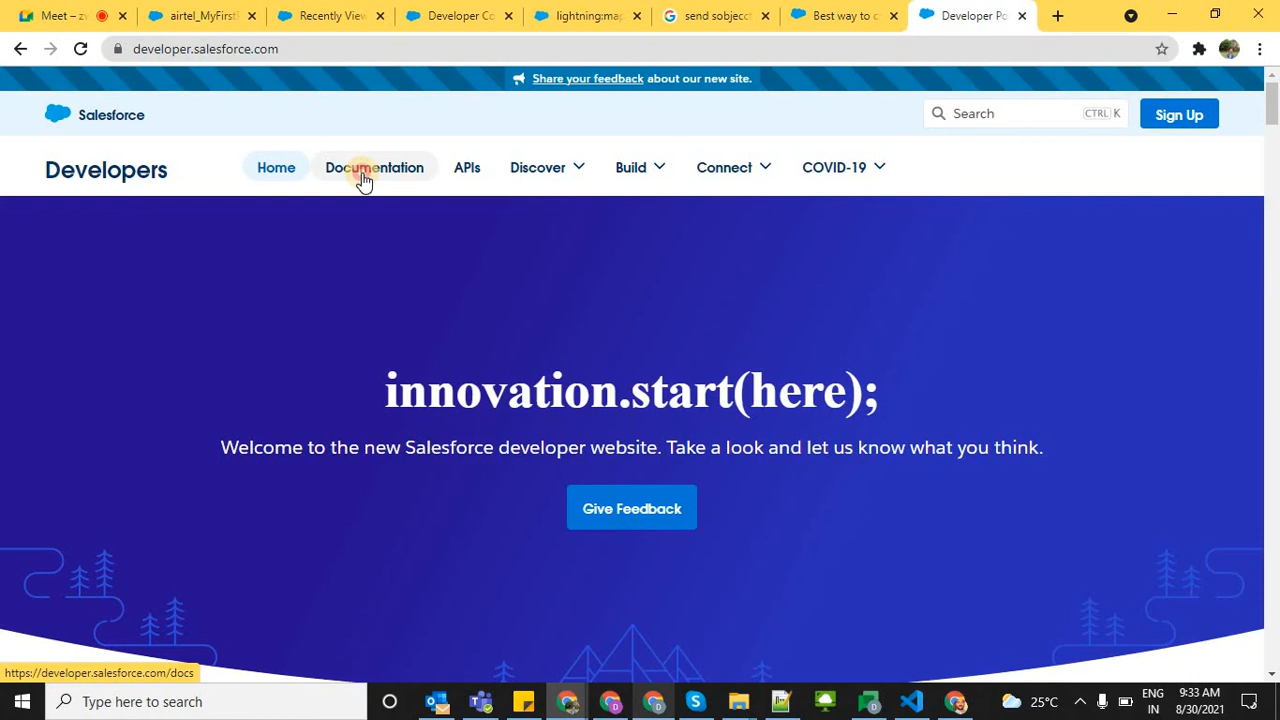 Meet – zv
airtel_MyFirst
Recently View
Developer Co
lightning:map
send sobject
Best way to c
Developer Po
developer.salesforce.com
Share your feedback about our new site.
Salesforce
Search
CTRL K
Sign Up
Developers
Home
Documentation
APIs
Discover
Build
Connect
COVID-19
innovation.start(here);
Welcome to the new Salesforce developer website. Take a look and let us know what you think.
Give Feedback
https://developer.salesforce.com/docs
Type here to search
25°C
ENG
IN
9:33 AM
8/30/2021